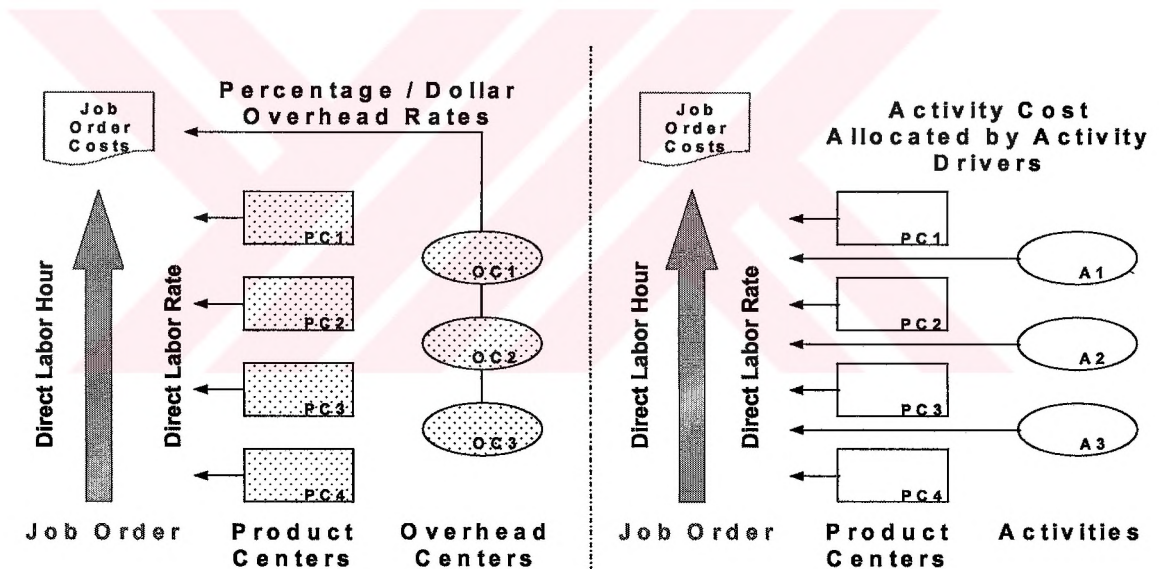 Percentage / Dollar
Overhead Rates
Job
Order
Costs
PC1
PC2
PC3
PC4
OC1
OC2
OC3
Direct Labor Hour
Direct Labor Rate
Job Order
Product
Centers
Overhead
Centers
Job
Order
Costs
Activity Cost
Allocated by Activity
Drivers
PC1
PC2
PC3
PC4
A1
A2
A3
Direct Labor Hour
Direct Labor Rate
Job Order
Product
Centers
Activities